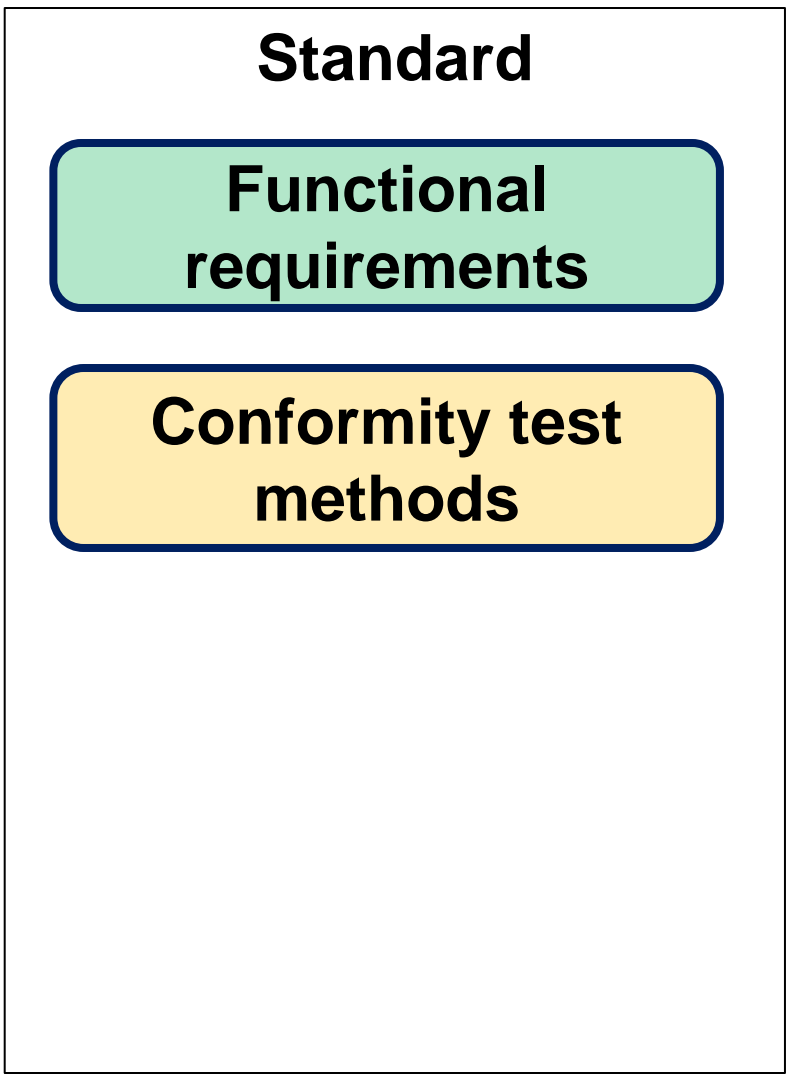 Standard
Functional
requirements
Conformity test
methods